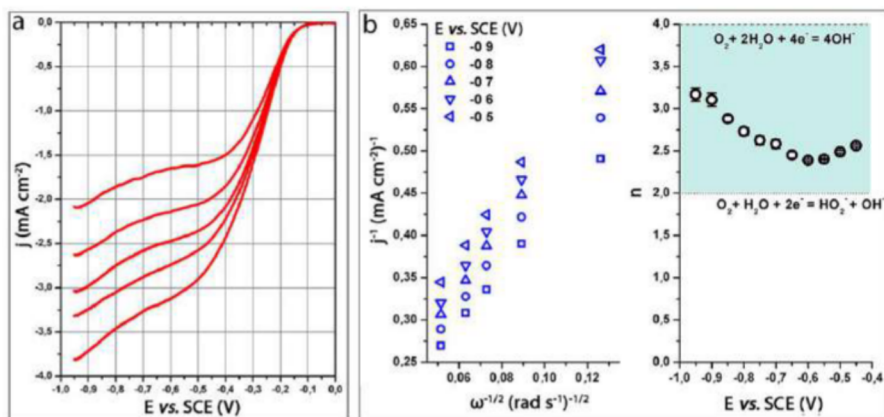 a
j (mA cm⁻²)
0,0
-0,5
-1,0
-1,5
-2,0
-2,5
-3,0
-3,5
-4,0
-1,0 -0,9 -0,8 -0,7 -0,6 -0,5 -0,4 -0,3 -0,2 -0,1 0,0
E vs. SCE (V)
b
j⁻¹ (mA cm⁻²)⁻¹
0,65
0,60
0,55
0,50
0,45
0,40
0,35
0,30
0,25
E vs. SCE (V)
-0 9
-0 8
-0 7
-0 6
-0 5
0,06 0,08 0,10 0,12
ω⁻¹/² (rad s⁻¹)⁻¹/²
n
4,0
3,5
3,0
2,5
2,0
1,5
1,0
0,5
0,0
O₂ + 2H₂O + 4e⁻ = 4OH⁻
O₂ + H₂O + 2e⁻ = HO₂⁻ + OH⁻
-1,0 -0,9 -0,8 -0,7 -0,6 -0,5 -0,4
E vs. SCE (V)